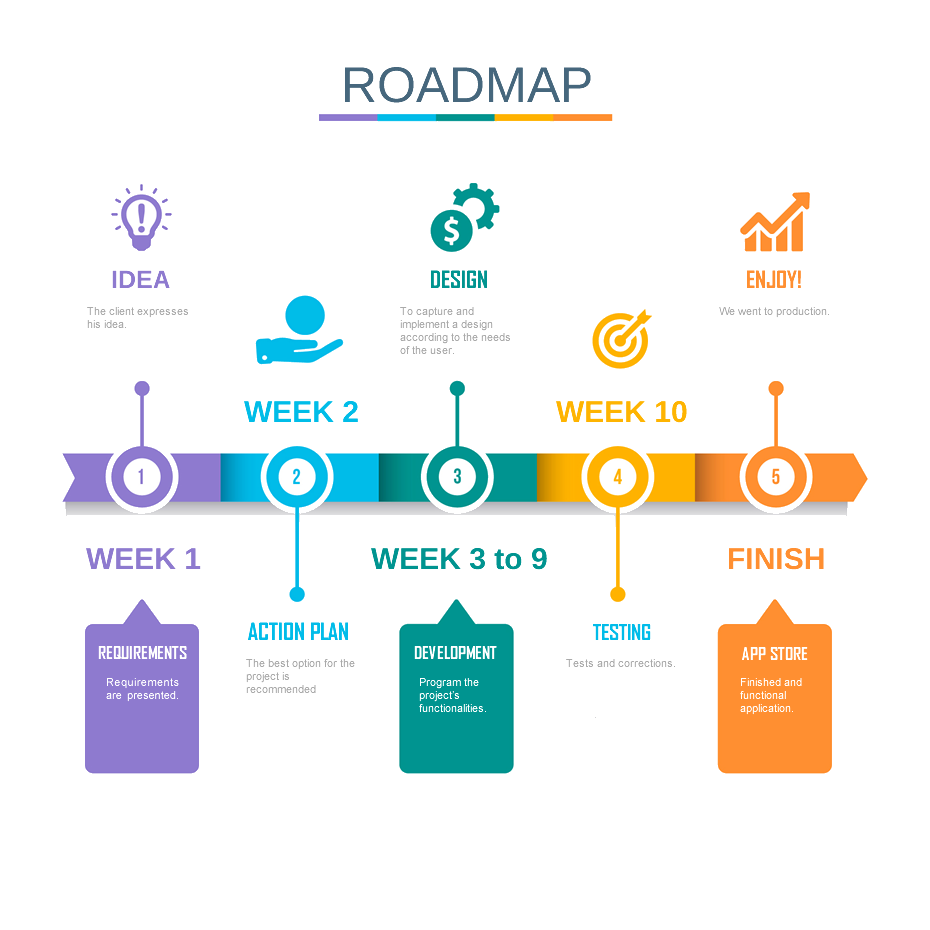 ROADMAP
IDEA
The client expresses
his idea.
DESIGN
To capture and
implement a design
according to the needs
of the user.
ENJOY!
We went to production.
WEEK 2
WEEK 10
1
2
3
4
5
WEEK 1
WEEK 3 to 9
FINISH
REQUIREMENTS
Requirements
are presented.
ACTION PLAN
The best option for the
project is
recommended
DEVELOPMENT
Program the
project's
functionalities.
TESTING
Tests and corrections.
APP STORE
Finished and
functional
application.